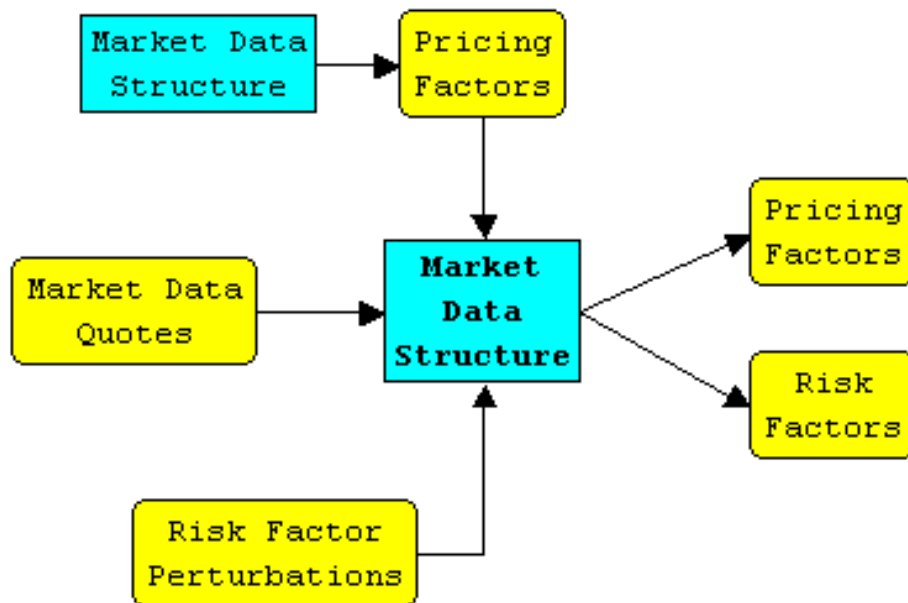 Market Data
Structure
Pricing
Factors
Pricing
Factors
Market Data
Quotes
Market
Data
Structure
Risk
Factors
Risk Factor
Perturbations